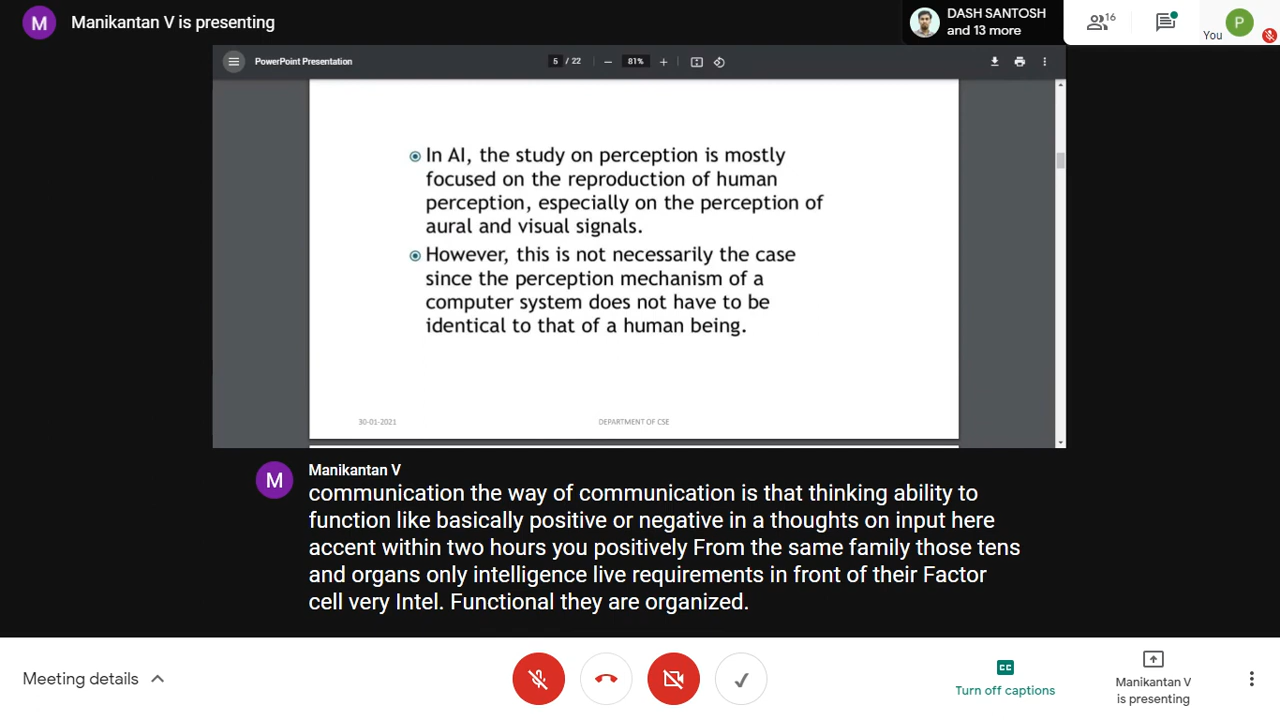 M Manikantan V is presenting
DASH SANTOSH
and 13 more
16
You P
PowerPoint Presentation 5 / 22 81%
In AI, the study on perception is mostly
focused on the reproduction of human
perception, especially on the perception of
aural and visual signals.
However, this is not necessarily the case
since the perception mechanism of a
computer system does not have to be
identical to that of a human being.
30-01-2021 DEPARTMENT OF CSE
M Manikantan V
communication the way of communication is that thinking ability to
function like basically positive or negative in a thoughts on input here
accent within two hours you positively From the same family those tens
and organs only intelligence live requirements in front of their Factor
cell very Intel. Functional they are organized.
Meeting details
CC
Turn off captions
Manikantan V
is presenting